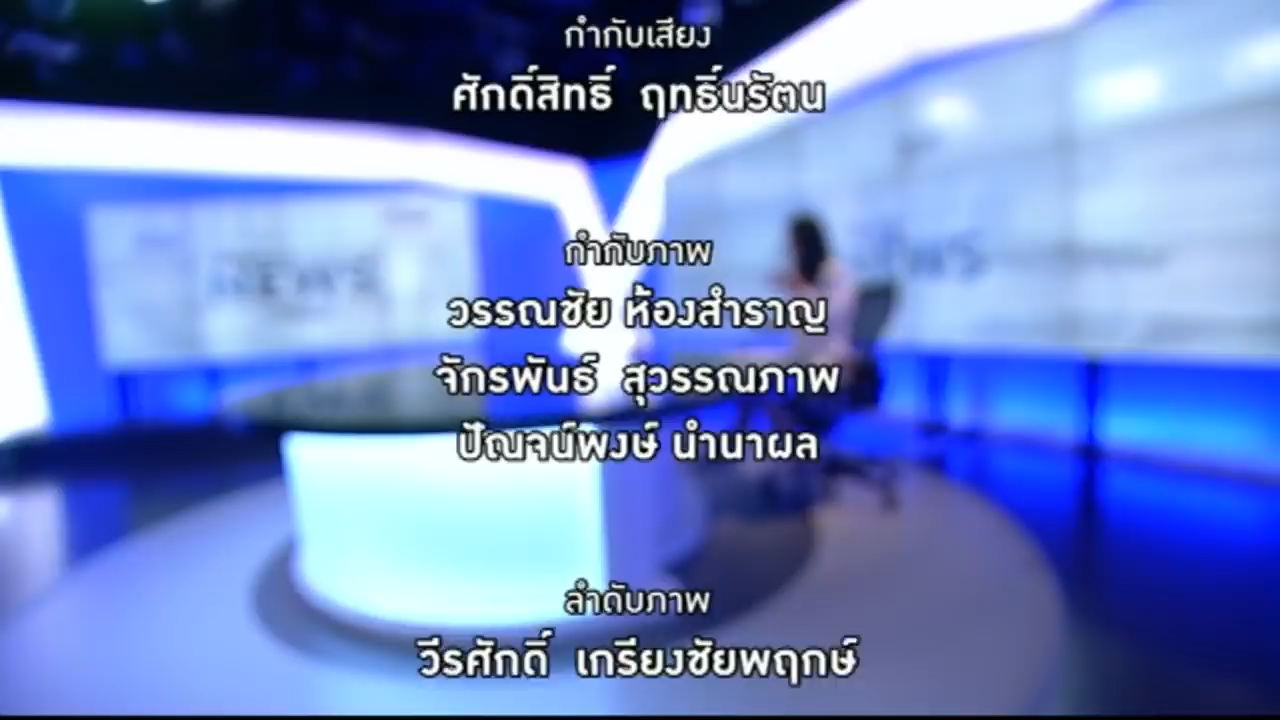 กำกับเสียง
ศักดิ์สิทธิ์ ฤทธิ์นรัตน
กำกับภาพ
วรรณชัย ห้องสำราญ
จักรพันธ์ สุวรรณภาพ
ปัณจน์พงษ์ นำนาผล
ลำดับภาพ
วีรศักดิ์ เกรียงชัยพฤกษ์
NEWS
NEWS